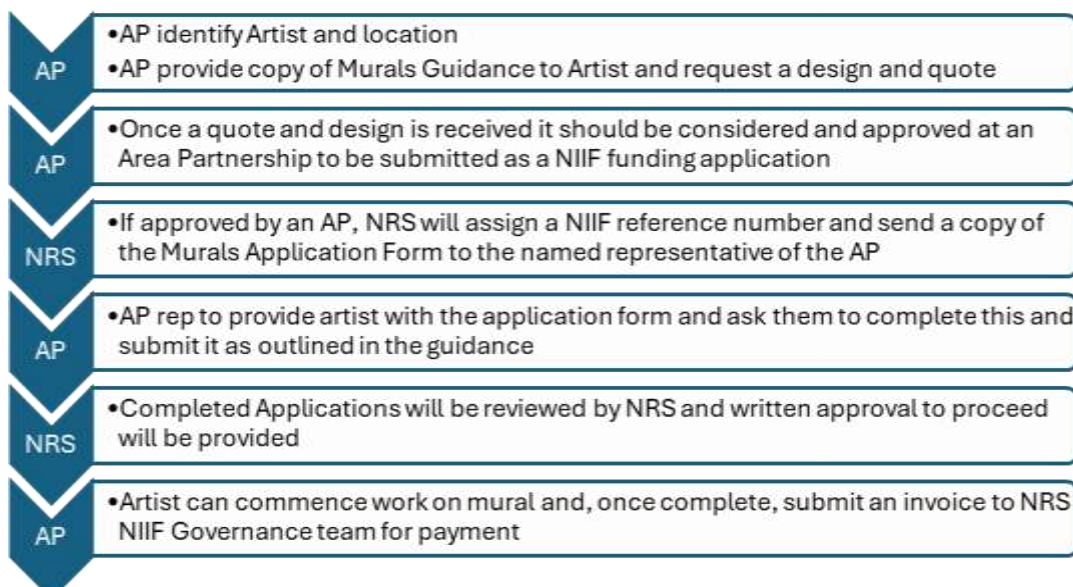 AP
•AP identify Artist and location
•AP provide copy of Murals Guidance to Artist and request a design and quote
AP
•Once a quote and design is received it should be considered and approved at an
Area Partnership to be submitted as a NIIF funding application
NRS
•If approved by an AP, NRS will assign a NIIF reference number and send a copy of
the Murals Application Form to the named representative of the AP
AP
•AP rep to provide artist with the application form and ask them to complete this and
submit it as outlined in the guidance
NRS
•Completed Applications will be reviewed by NRS and written approval to proceed
will be provided
AP
•Artist can commence work on mural and, once complete, submit an invoice to NRS
NIIF Governance team for payment